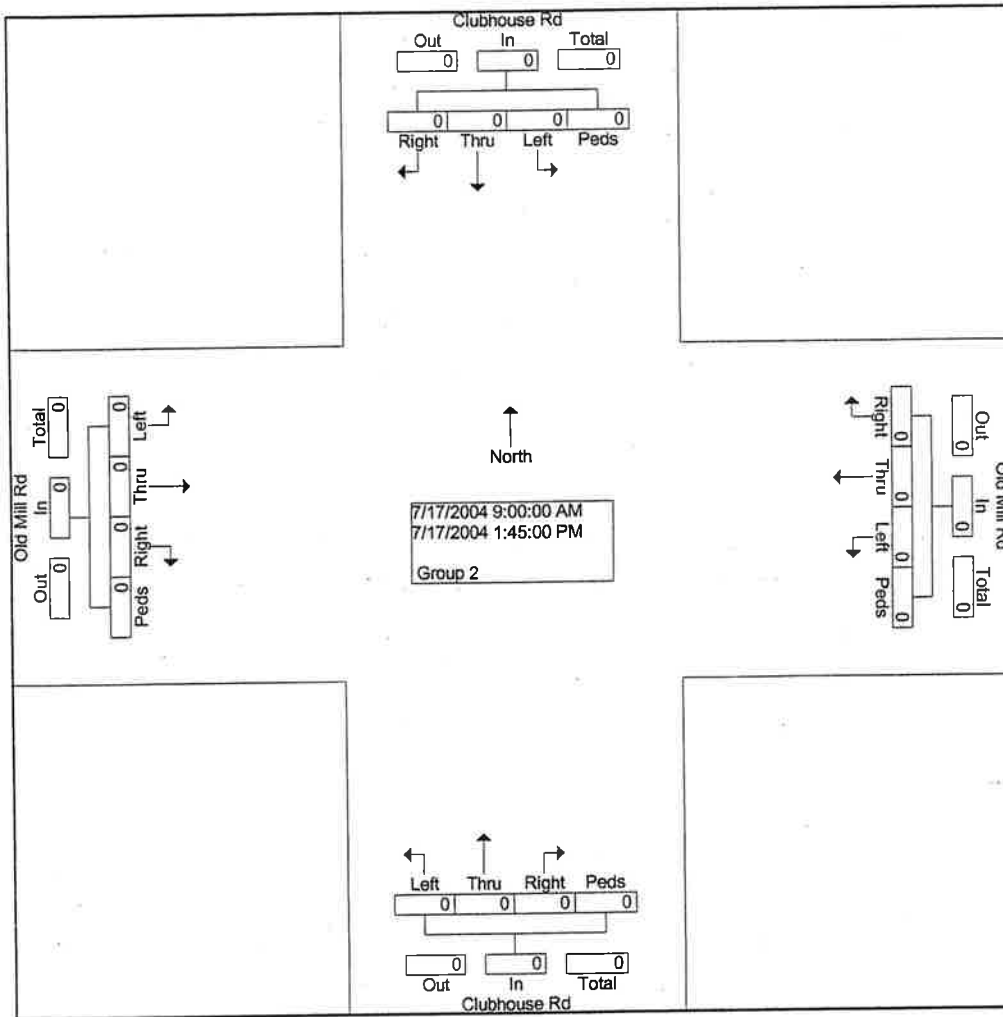 Clubhouse Rd
Out In Total
0 0 0
0 0 0 0
Right Thru Left Peds
Old Mill Rd
Total In Out
0 0 0
0 0 0 0
Left Thru Right Peds
North
7/17/2004 9:00:00 AM
7/17/2004 1:45:00 PM
Group 2
Right Thru Left Peds
0 0 0 0
0 0 0
Out In Total
Old Mill Rd
Left Thru Right Peds
0 0 0 0
0 0 0
Out In Total
Clubhouse Rd